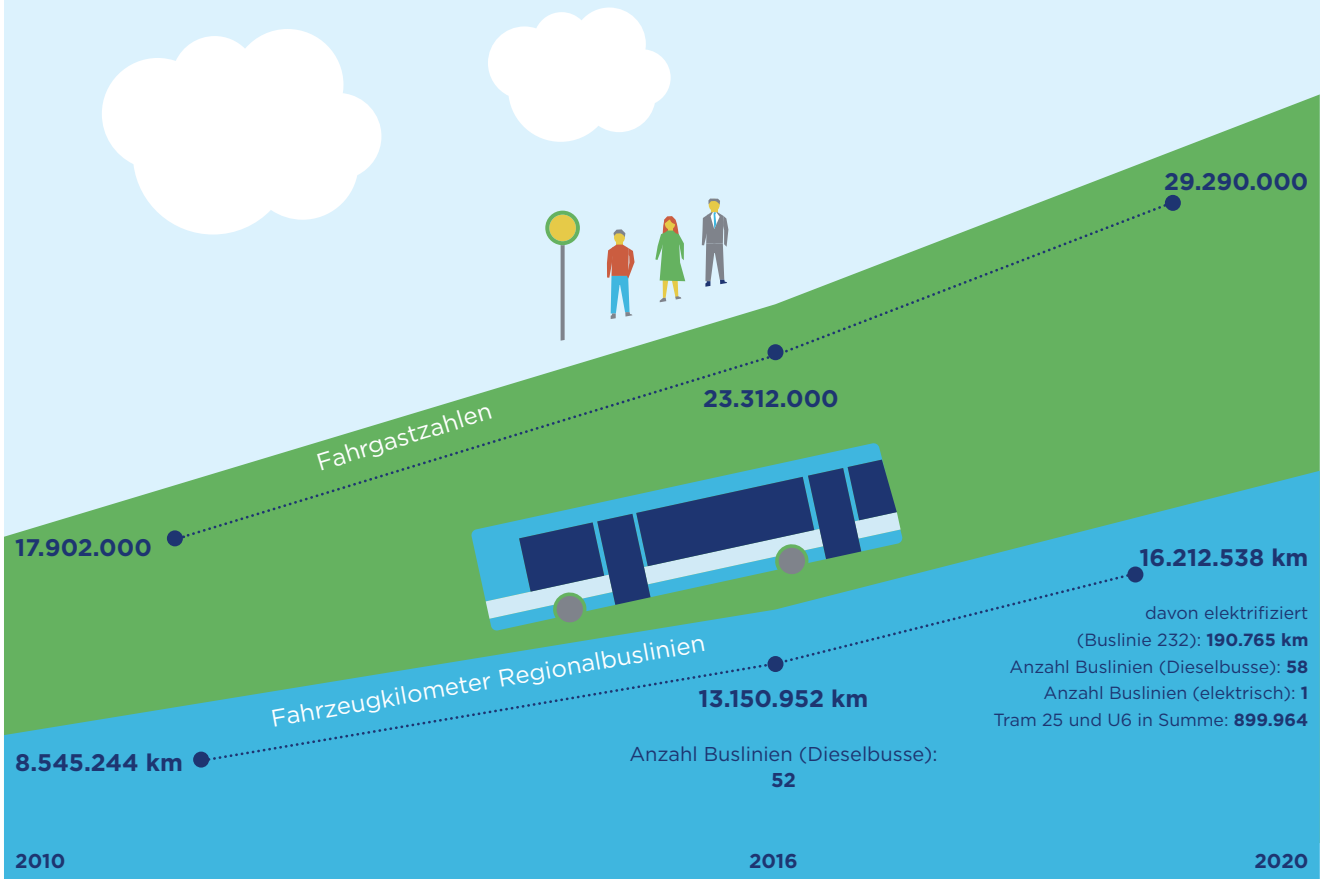 29.290.000
23.312.000
Fahrgastzahlen
17.902.000
16.212.538 km
davon elektrifiziert
(Buslinie 232): 190.765 km
Anzahl Buslinien (Dieselbusse): 58
Anzahl Buslinien (elektrisch): 1
Tram 25 und U6 in Summe: 899.964
Fahrzeugkilometer Regionalbuslinien
13.150.952 km
8.545.244 km
Anzahl Buslinien (Dieselbusse):
52
2010
2016
2020